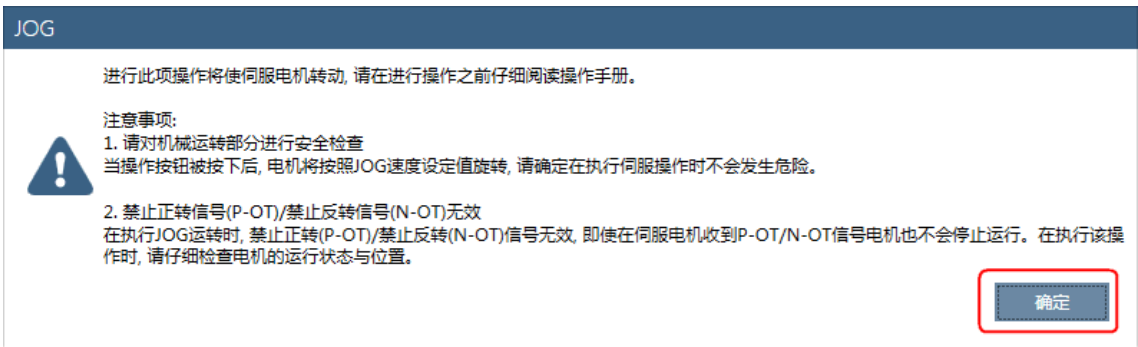 JOG
进行此项操作将使伺服电机转动, 请在进行操作之前仔细阅读操作手册。
注意事项:
1. 请对机械运转部分进行安全检查
当操作按钮被按下后, 电机将按照JOG速度设定值旋转, 请确定在执行伺服操作时不会发生危险。
2. 禁止正转信号(P-OT)/禁止反转信号(N-OT)无效
在执行JOG运转时, 禁止正转(P-OT)/禁止反转(N-OT)信号无效, 即使在伺服电机收到P-OT/N-OT信号电机也不会停止运行。在执行该操
作时, 请仔细检查电机的运行状态与位置。
确定